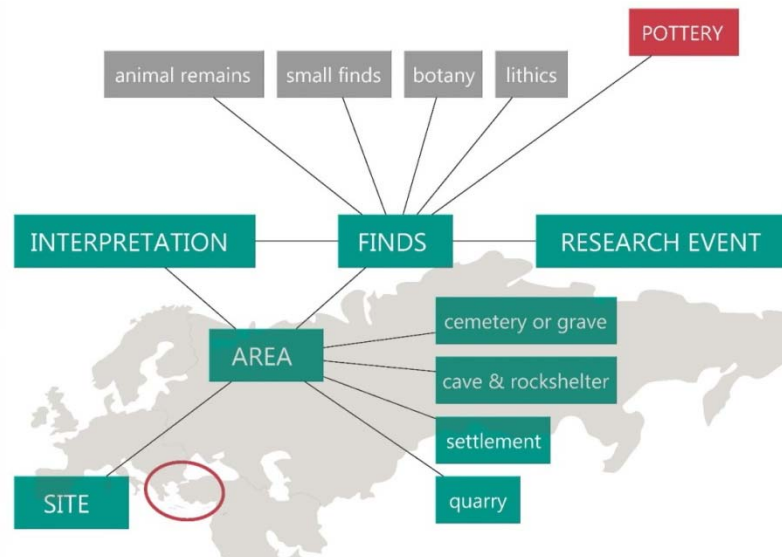 POTTERY
animal remains
small finds
botany
lithics
INTERPRETATION
FINDS
RESEARCH EVENT
cemetery or grave
AREA
cave & rockshelter
settlement
SITE
quarry